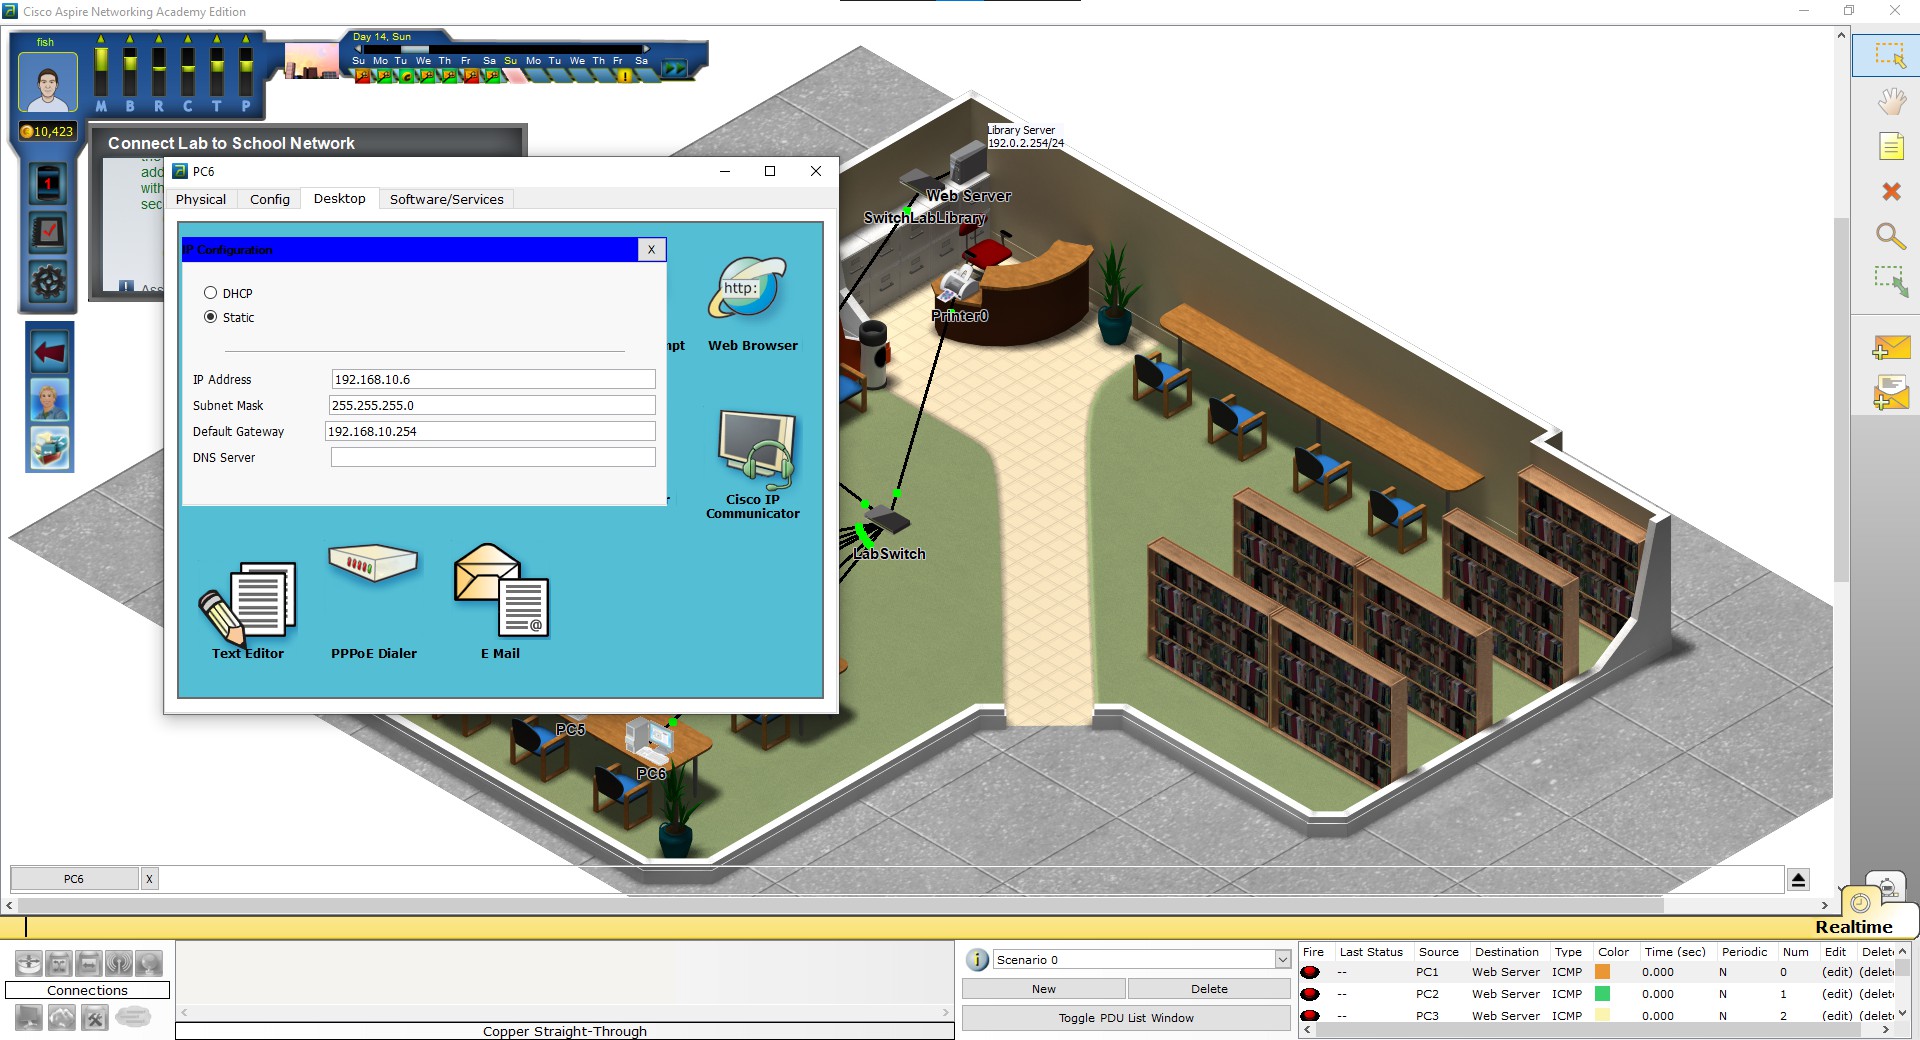 Cisco Aspire Networking Academy Edition
fish
M B R C T P
10,423
1
Day 14, Sun
Su Mo Tu We Th Fr Sa Su Mo Tu We Th Fr Sa
Connect Lab to School Network
add
with
sec
Ass
PC6
Physical Config Desktop Software/Services
IP Configuration
X
DHCP
Static
IP Address 192.168.10.6
Subnet Mask 255.255.255.0
Default Gateway 192.168.10.254
DNS Server
mpt
http:
Web Browser
r
Cisco IP
Communicator
Text Editor
PPPoE Dialer
@
E Mail
Library Server
192.0.2.254/24
Web Server
SwitchLabLibrary
Printer0
LabSwitch
PC5
PC6
PC6 X
Realtime
Connections
Copper Straight-Through
i
Scenario 0
New Delete
Toggle PDU List Window
Fire Last Status Source Destination Type Color Time (sec) Periodic Num Edit Delete
-- PC1 Web Server ICMP 0.000 N 0 (edit) (delete
-- PC2 Web Server ICMP 0.000 N 1 (edit) (delete
-- PC3 Web Server ICMP 0.000 N 2 (edit) (delete